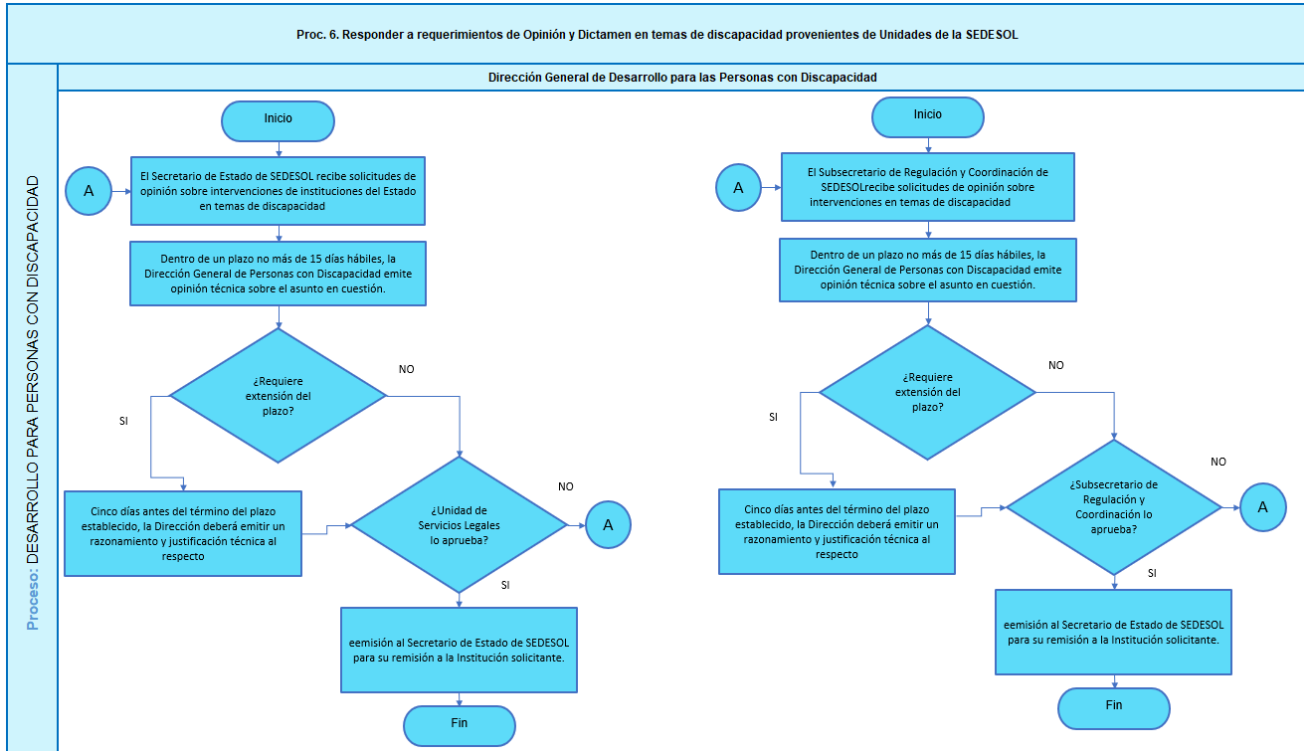 Proc. 6. Responder a requerimientos de Opinión y Dictamen en temas de discapacidad provenientes de Unidades de la SEDESOL
Proceso: DESARROLLO PARA PERSONAS CON DISCAPACIDAD
Dirección General de Desarrollo para las Personas con Discapacidad
Inicio
A
El Secretario de Estado de SEDESOL recibe solicitudes de
opinión sobre intervenciones de instituciones del Estado
en temas de discapacidad
Dentro de un plazo no más de 15 días hábiles, la
Dirección General de Personas con Discapacidad emite
opinión técnica sobre el asunto en cuestión.
¿Requiere
extensión del
plazo?
NO
SI
Cinco días antes del término del plazo
establecido, la Dirección deberá emitir un
razonamiento y justificación técnica al
respecto
¿Unidad de
Servicios Legales
lo aprueba?
NO
A
SI
eemisión al Secretario de Estado de SEDESOL
para su remisión a la Institución solicitante.
Fin
Inicio
A
El Subsecretario de Regulación y Coordinación de
SEDESOLrecibe solicitudes de opinión sobre
intervenciones en temas de discapacidad
Dentro de un plazo no más de 15 días hábiles, la
Dirección General de Personas con Discapacidad emite
opinión técnica sobre el asunto en cuestión.
¿Requiere
extensión del
plazo?
NO
SI
Cinco días antes del término del plazo
establecido, la Dirección deberá emitir un
razonamiento y justificación técnica al
respecto
¿Subsecretario de
Regulación y
Coordinación lo
aprueba?
NO
A
SI
eemisión al Secretario de Estado de SEDESOL
para su remisión a la Institución solicitante.
Fin